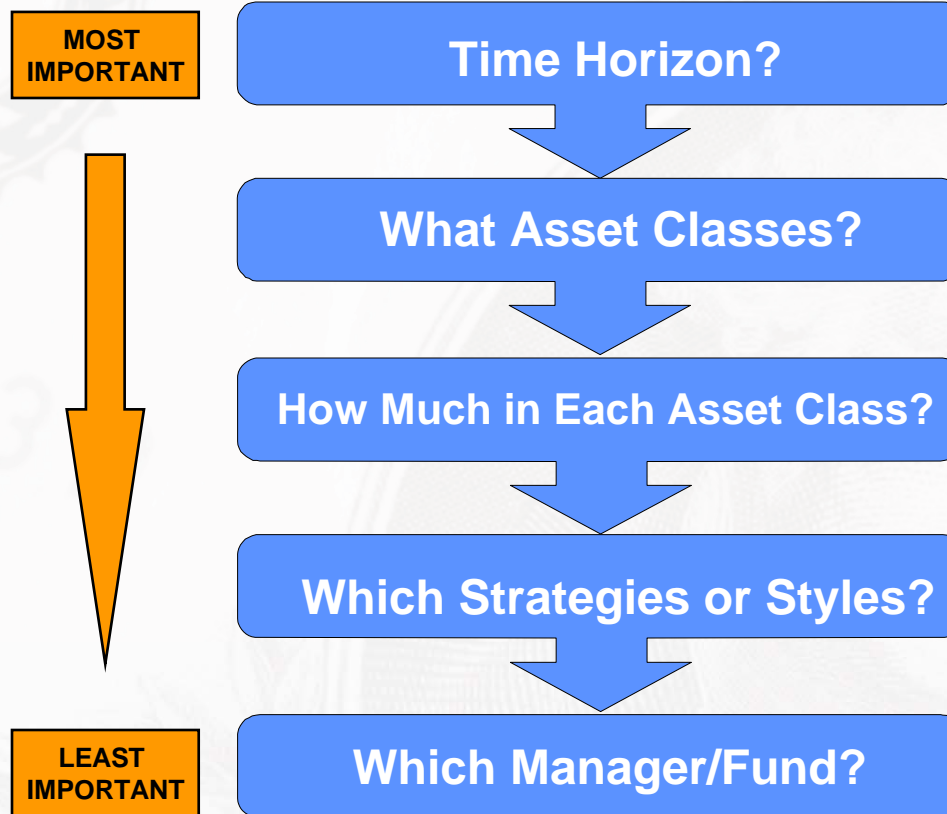 MOST
IMPORTANT
Time Horizon?
What Asset Classes?
How Much in Each Asset Class?
Which Strategies or Styles?
LEAST
IMPORTANT
Which Manager/Fund?